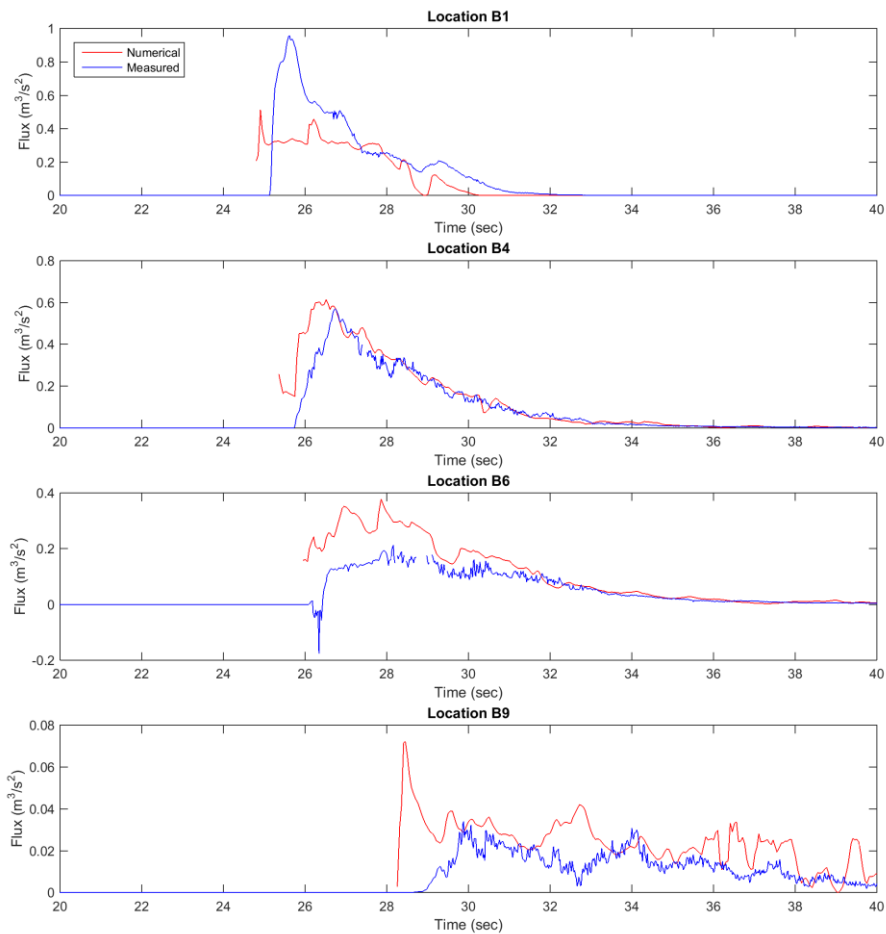 Location B1
1
0.8
0.6
0.4
0.2
0
Flux (m³/s²)
Numerical
Measured
20 22 24 26 28 30 32 34 36 38 40
Time (sec)
Location B4
0.8
0.6
0.4
0.2
0
Flux (m³/s²)
20 22 24 26 28 30 32 34 36 38 40
Time (sec)
Location B6
0.4
0.2
0
-0.2
Flux (m³/s²)
20 22 24 26 28 30 32 34 36 38 40
Time (sec)
Location B9
0.08
0.06
0.04
0.02
0
Flux (m³/s²)
20 22 24 26 28 30 32 34 36 38 40
Time (sec)